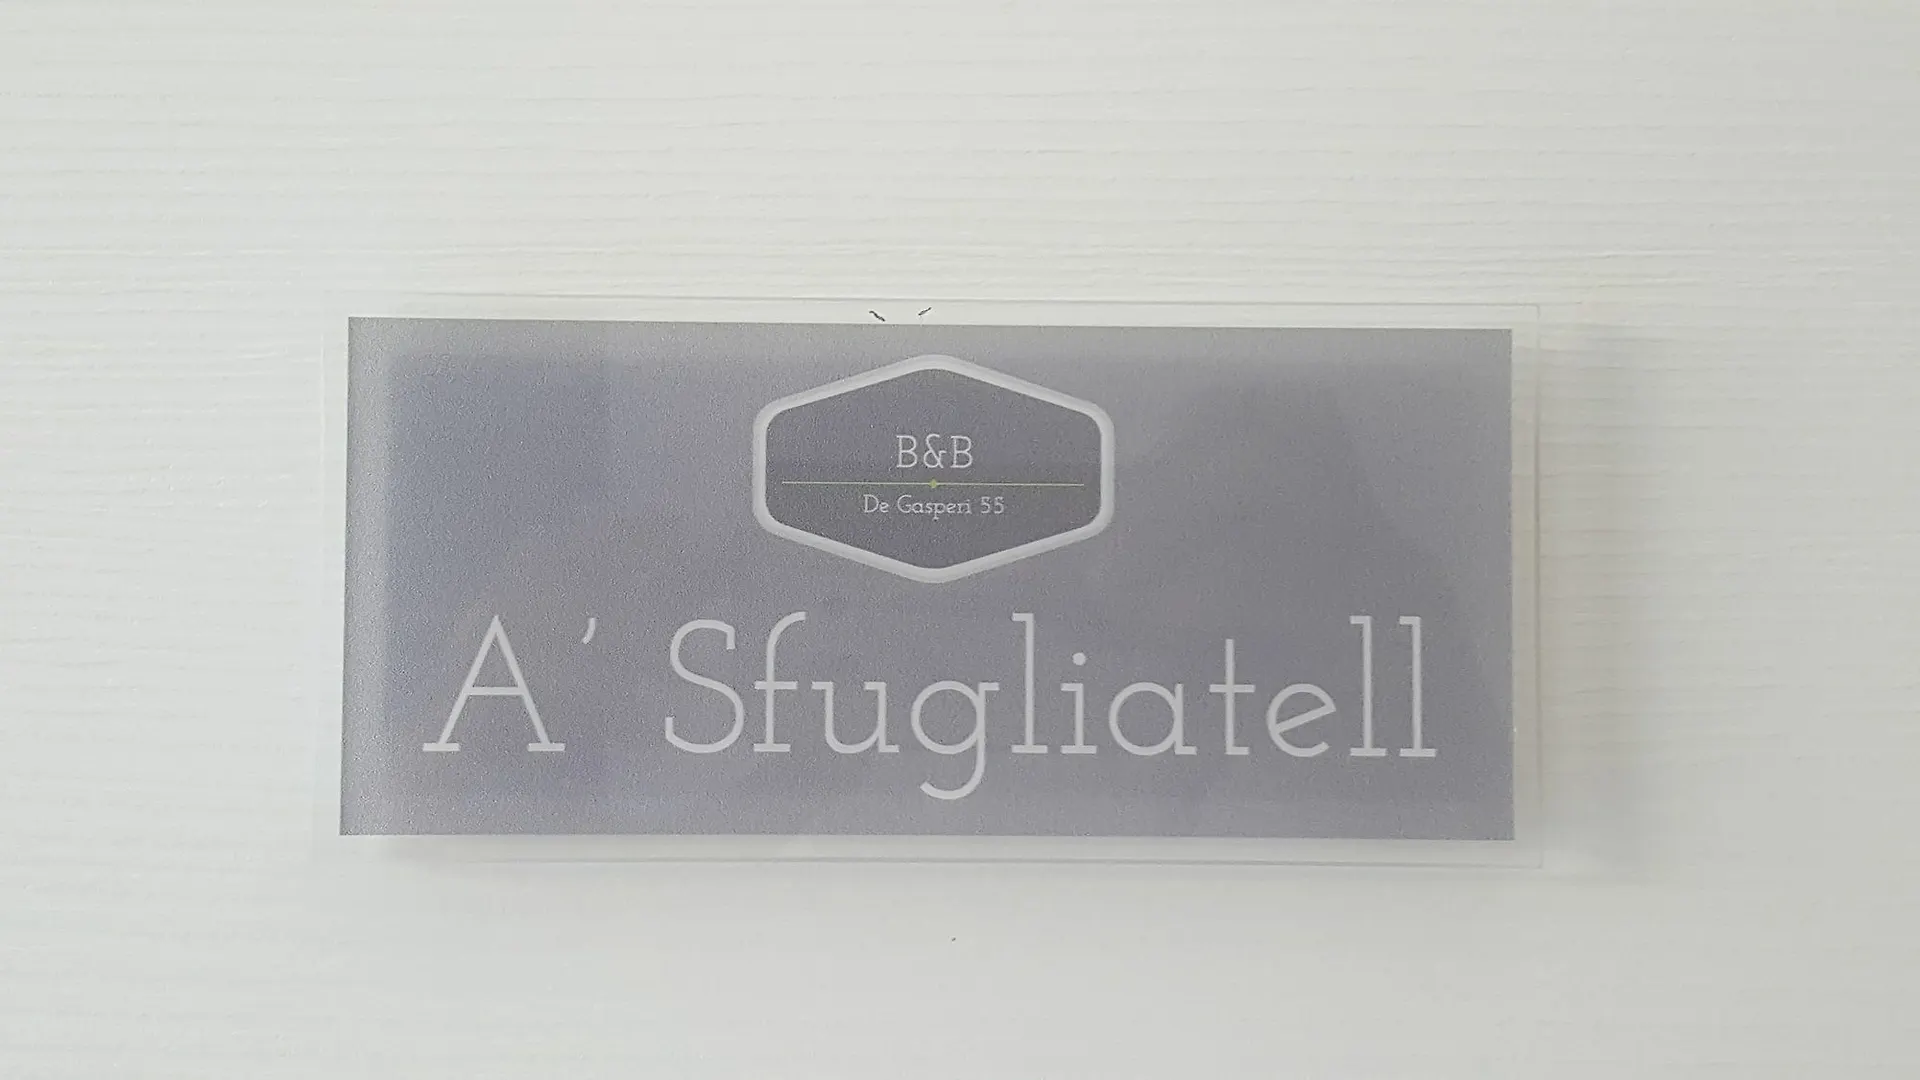 B&B
De Gasperi 55
A' Sfugliatell